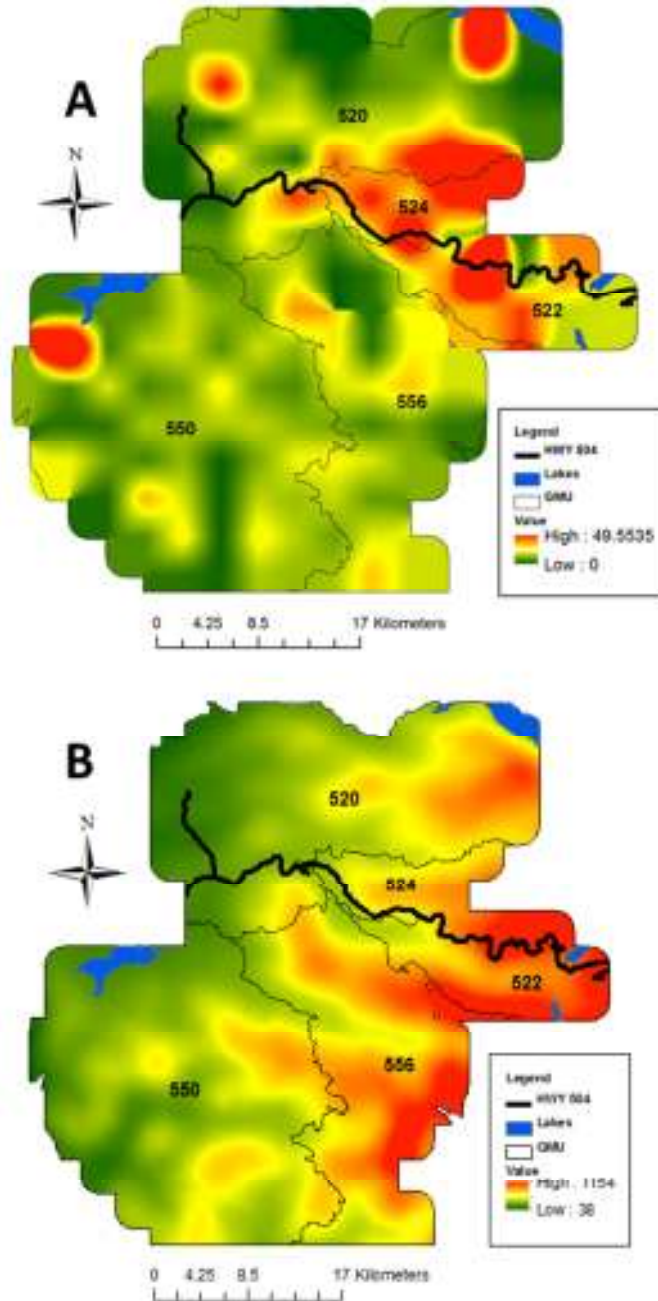 A
N
520
524
522
550
556
Legend
HWY 504
Lakes
GMU
Value
High : 49.5535
Low : 0
0 4.25 8.5 17 Kilometers
B
N
520
524
522
550
556
Legend
HWY 504
Lakes
GMU
Value
High : 1154
Low : 38
0 4.25 8.5 17 Kilometers